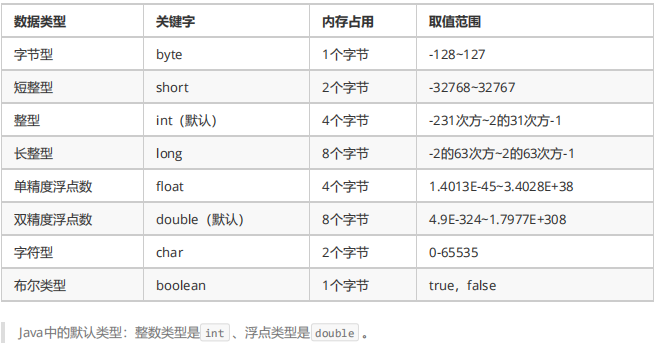 数据类型 关键字 内存占用 取值范围
字节型 byte 1个字节 -128~127
短整型 short 2个字节 -32768~32767
整型 int（默认） 4个字节 -231次方~2的31次方-1
长整型 long 8个字节 -2的63次方~2的63次方-1
单精度浮点数 float 4个字节 1.4013E-45~3.4028E+38
双精度浮点数 double（默认） 8个字节 4.9E-324~1.7977E+308
字符型 char 2个字节 0-65535
布尔类型 boolean 1个字节 true，false
Java中的默认类型：整数类型是 int 、浮点类型是 double 。